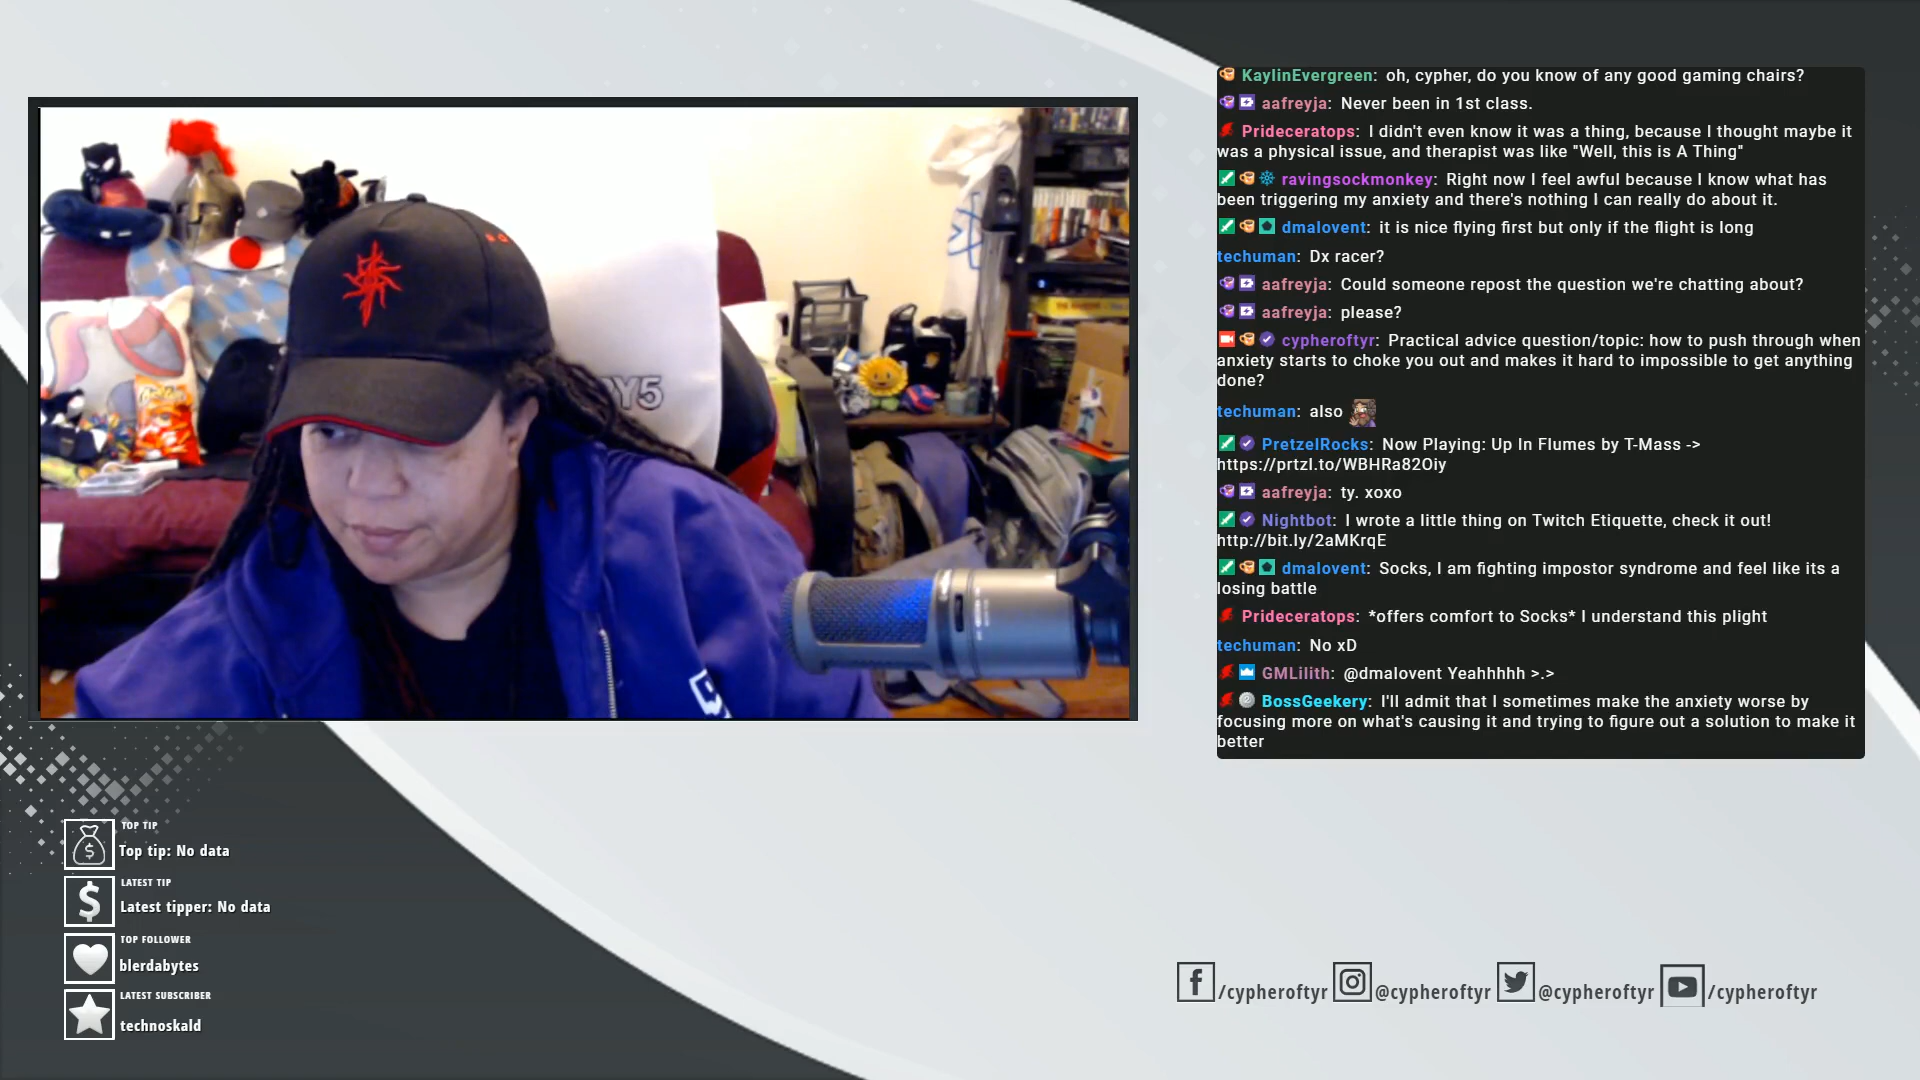 KaylinEvergreen: oh, cypher, do you know of any good gaming chairs?
aafreyja: Never been in 1st class.
Prideceratops: I didn't even know it was a thing, because I thought maybe it
was a physical issue, and therapist was like "Well, this is A Thing"
ravingsockmonkey: Right now I feel awful because I know what has
been triggering my anxiety and there's nothing I can really do about it.
dmalovent: it is nice flying first but only if the flight is long
techuman: Dx racer?
aafreyja: Could someone repost the question we're chatting about?
aafreyja: please?
cypheroftyr: Practical advice question/topic: how to push through when
anxiety starts to choke you out and makes it hard to impossible to get anything
done?
techuman: also
PretzelRocks: Now Playing: Up In Flumes by T-Mass ->
https://prtzl.to/WBHRa82Oiy
aafreyja: ty. xoxo
Nightbot: I wrote a little thing on Twitch Etiquette, check it out!
http://bit.ly/2aMKrqE
dmalovent: Socks, I am fighting impostor syndrome and feel like its a
losing battle
Prideceratops: *offers comfort to Socks* I understand this plight
techuman: No xD
GMLilith: @dmalovent Yeahhhhh >.>
BossGeekery: I'll admit that I sometimes make the anxiety worse by
focusing more on what's causing it and trying to figure out a solution to make it
better
TOP TIP
Top tip: No data
LATEST TIP
Latest tipper: No data
TOP FOLLOWER
blerdabytes
LATEST SUBSCRIBER
technoskald
/cypheroftyr @cypheroftyr @cypheroftyr /cypheroftyr